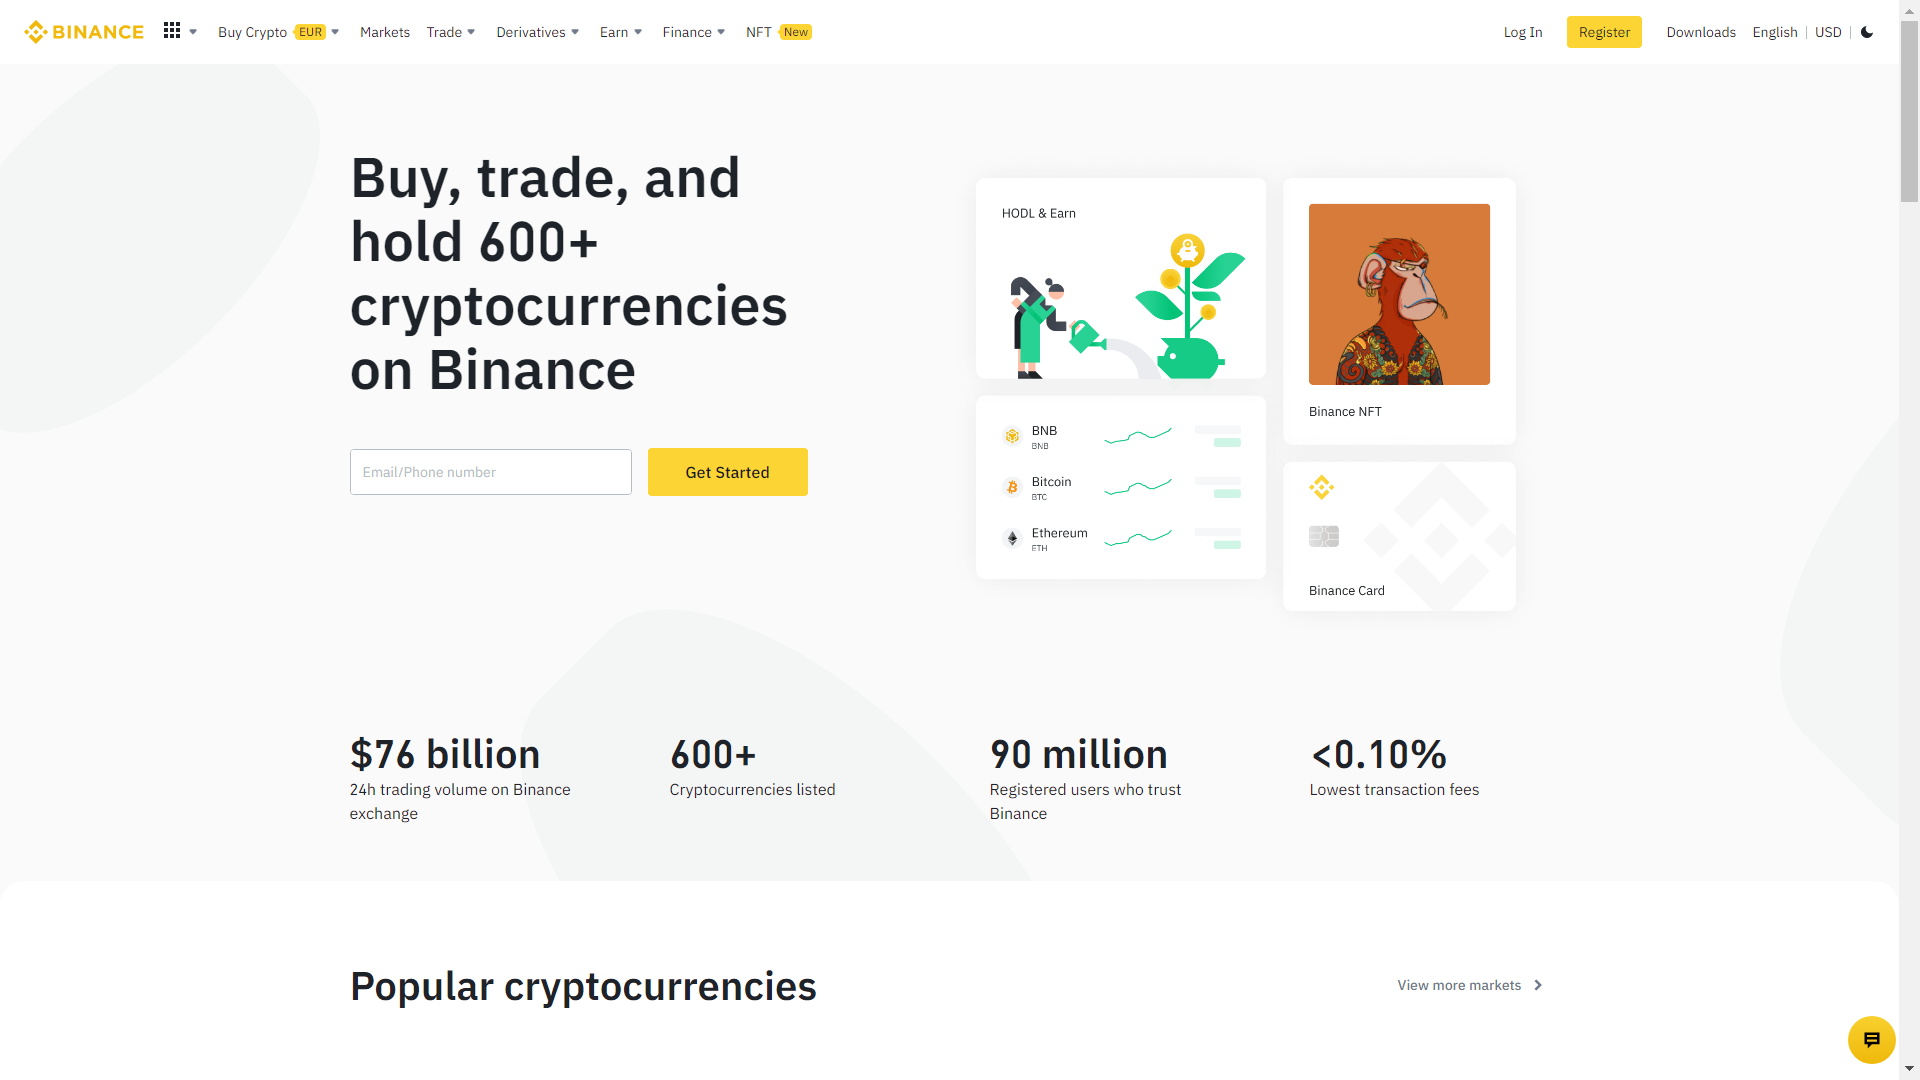 BINANCE
Buy Crypto EUR
Markets
Trade
Derivatives
Earn
Finance
NFT New
Log In
Register
Downloads
English
USD
Buy, trade, and
hold 600+
cryptocurrencies
on Binance
Email/Phone number
Get Started
HODL & Earn
BNB
BNB
Bitcoin
BTC
Ethereum
ETH
Binance NFT
Binance Card
$76 billion
24h trading volume on Binance
exchange
600+
Cryptocurrencies listed
90 million
Registered users who trust
Binance
<0.10%
Lowest transaction fees
Popular cryptocurrencies
View more markets